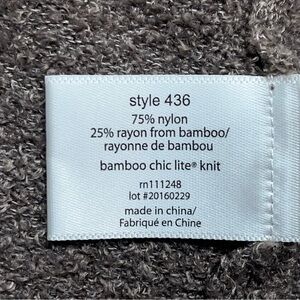 style 436
75% nylon
25% rayon from bamboo/
rayonne de bambou
bamboo chic lite® knit
rn111248
lot #20160229
made in china/
Fabriqué en Chine